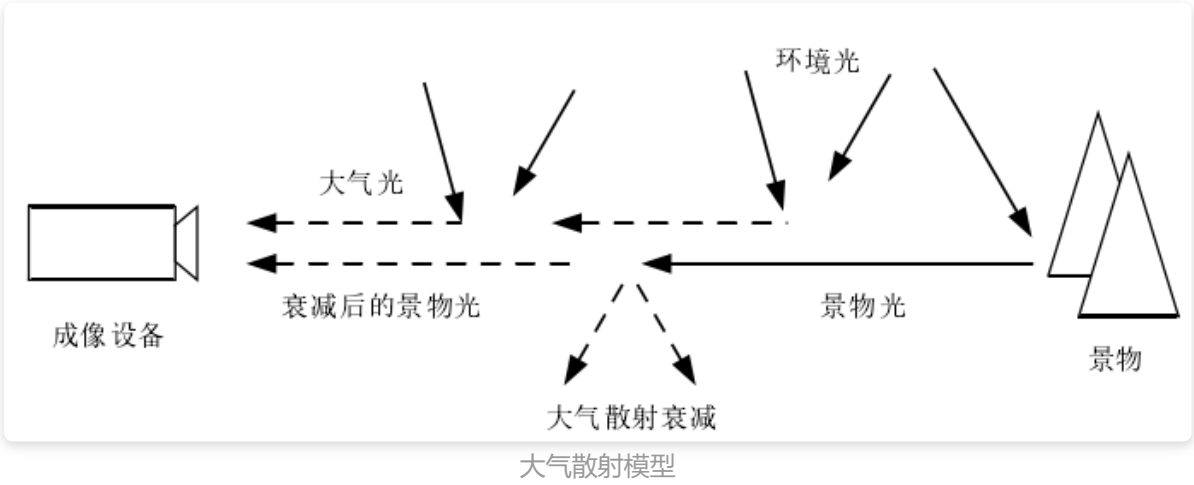 环境光
大气光
衰减后的景物光
景物光
成像设备
景物
大气散射衰减
大气散射模型